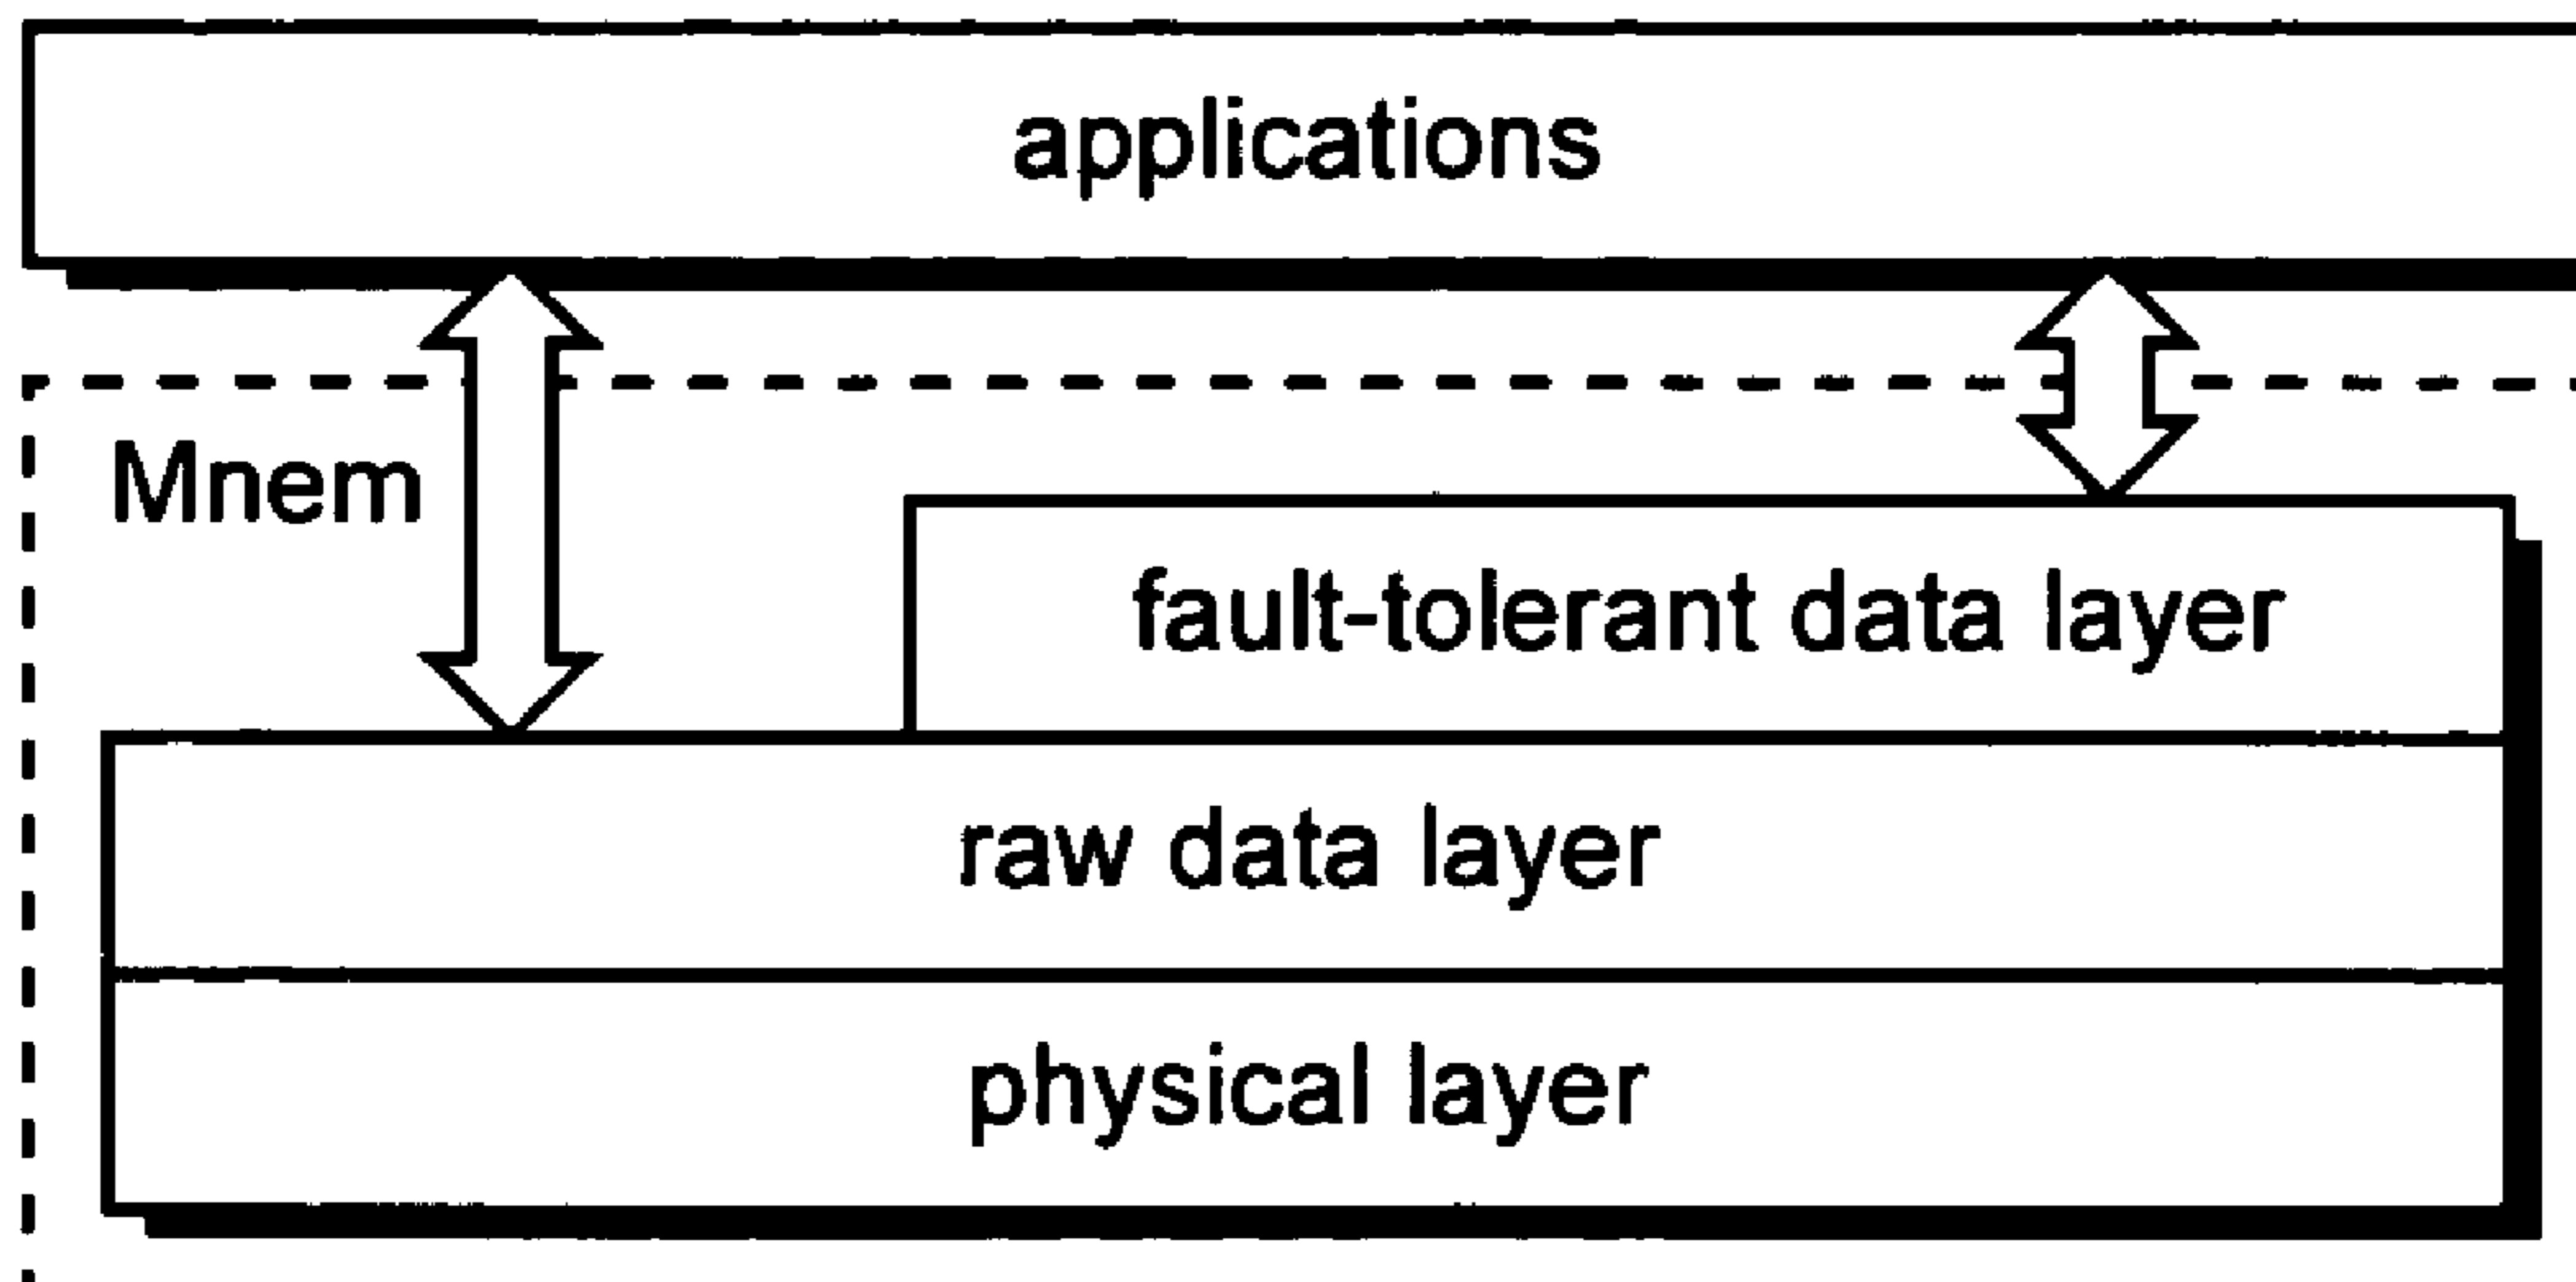 applications
Mnem
fault-tolerant data layer
raw data layer
physical layer